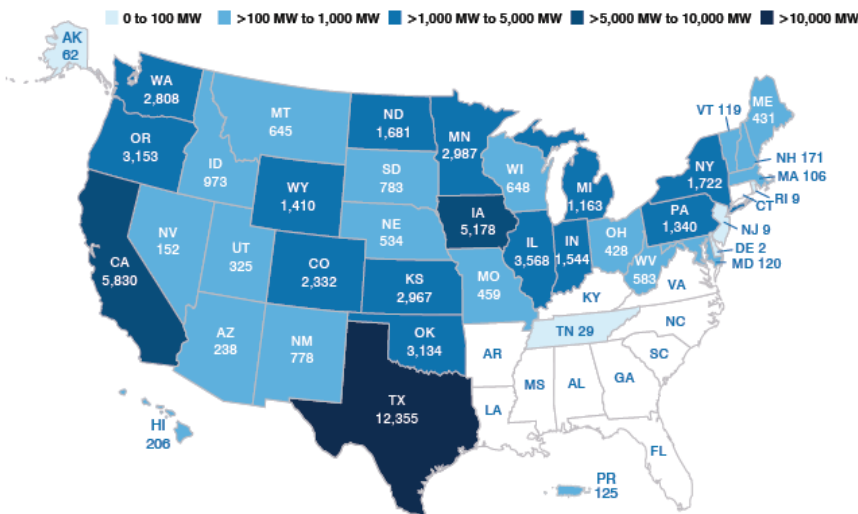 0 to 100 MW >100 MW to 1,000 MW >1,000 MW to 5,000 MW >5,000 MW to 10,000 MW >10,000 MW
AK
62
WA
2,808
OR
3,153
CA
5,830
ID
973
NV
152
MT
645
WY
1,410
UT
325
AZ
238
CO
2,332
NM
778
ND
1,681
SD
783
NE
534
KS
2,967
OK
3,134
TX
12,355
MN
2,987
IA
5,178
MO
459
WI
648
IL
3,568
MI
1,163
IN
1,544
OH
428
WV
583
KY
TN 29
AR
LA
MS
AL
GA
FL
SC
NC
VA
PA
1,340
NY
1,722
VT 119
ME
431
NH 171
MA 106
RI 9
CT
NJ 9
DE 2
MD 120
HI
206
PR
125